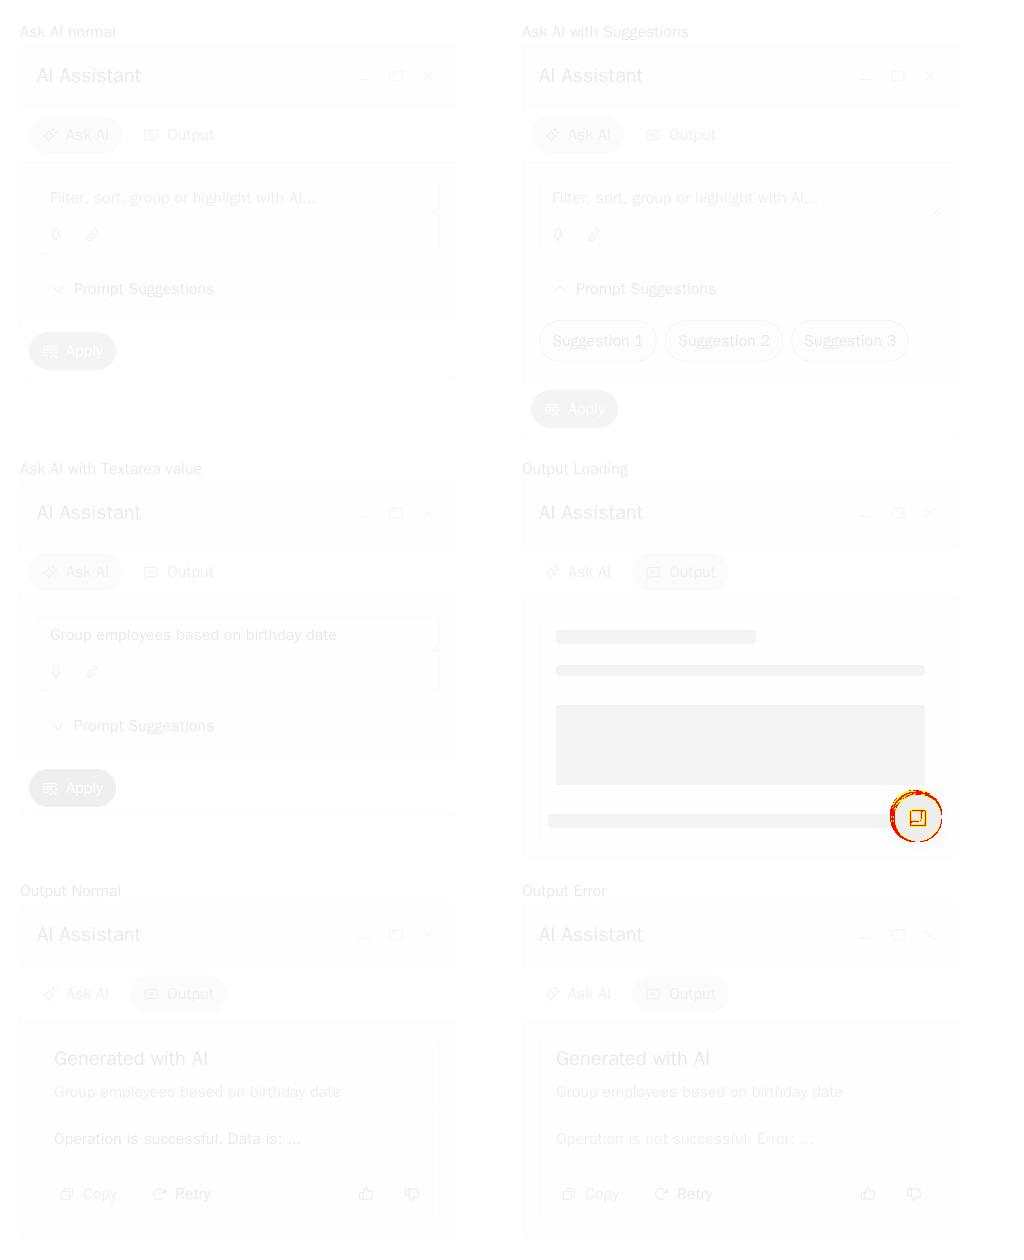 Ask AI normal
AI Assistant
Ask AI
Output
Filter, sort, group or highlight with AI...
Prompt Suggestions
Apply
Ask AI with Suggestions
AI Assistant
Ask AI
Output
Filter, sort, group or highlight with AI...
Prompt Suggestions
Suggestion 1
Suggestion 2
Suggestion 3
Apply
Ask AI with Textarea value
AI Assistant
Ask AI
Output
Group employees based on birthday date
Prompt Suggestions
Apply
Output Loading
AI Assistant
Ask AI
Output
Output Normal
AI Assistant
Ask AI
Output
Generated with AI
Group employees based on birthday date
Operation is successful. Data is: ...
Copy
Retry
Output Error
AI Assistant
Ask AI
Output
Generated with AI
Group employees based on birthday date
Operation is not successful. Error: ...
Copy
Retry